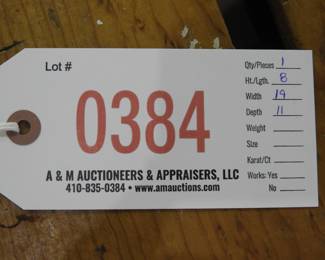 Lot #
0384
A & M AUCTIONEERS & APPRAISERS, LLC
410-835-0384 • www.amauctions.com
Qty/Pieces 1
Ht./Lgth. 8
Width 19
Depth 11
Weight
Size
Karat/Ct
Works: Yes
No